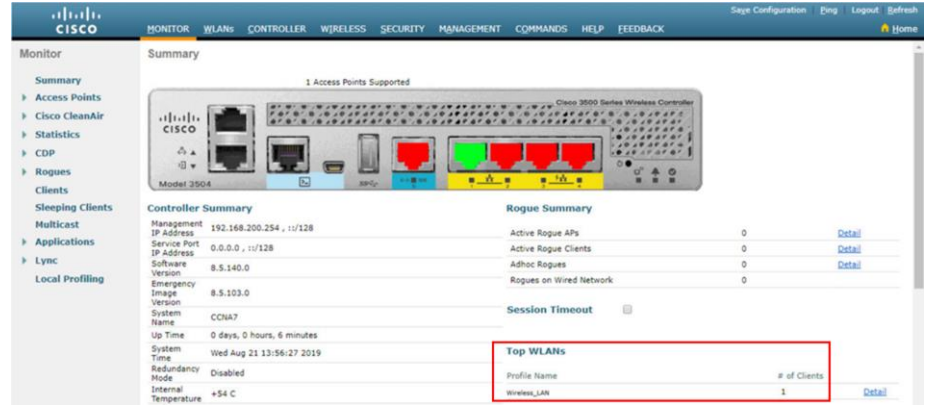 Save Configuration Ping Logout Refresh
CISCO MONITOR WLANs CONTROLLER WIRELESS SECURITY MANAGEMENT COMMANDS HELP FEEDBACK Home
Monitor
Summary
Access Points
Cisco CleanAir
Statistics
CDP
Rogues
Clients
Sleeping Clients
Multicast
Applications
Lync
Local Profiling
Summary
1 Access Points Supported
Cisco 3500 Series Wireless Controller
CISCO
Model 3504
Controller Summary
Management IP Address 192.168.200.254 , ::/128
Service Port IP Address 0.0.0.0 , ::/128
Software Version 8.5.140.0
Emergency Image Version 8.5.103.0
System Name CCNA7
Up Time 0 days, 0 hours, 6 minutes
System Time Wed Aug 21 13:56:27 2019
Redundancy Mode Disabled
Internal Temperature +54 C
Rogue Summary
Active Rogue APs 0 Detail
Active Rogue Clients 0 Detail
Adhoc Rogues 0 Detail
Rogues on Wired Network 0
Session Timeout
Top WLANs
Profile Name # of Clients
Wireless_LAN 1 Detail